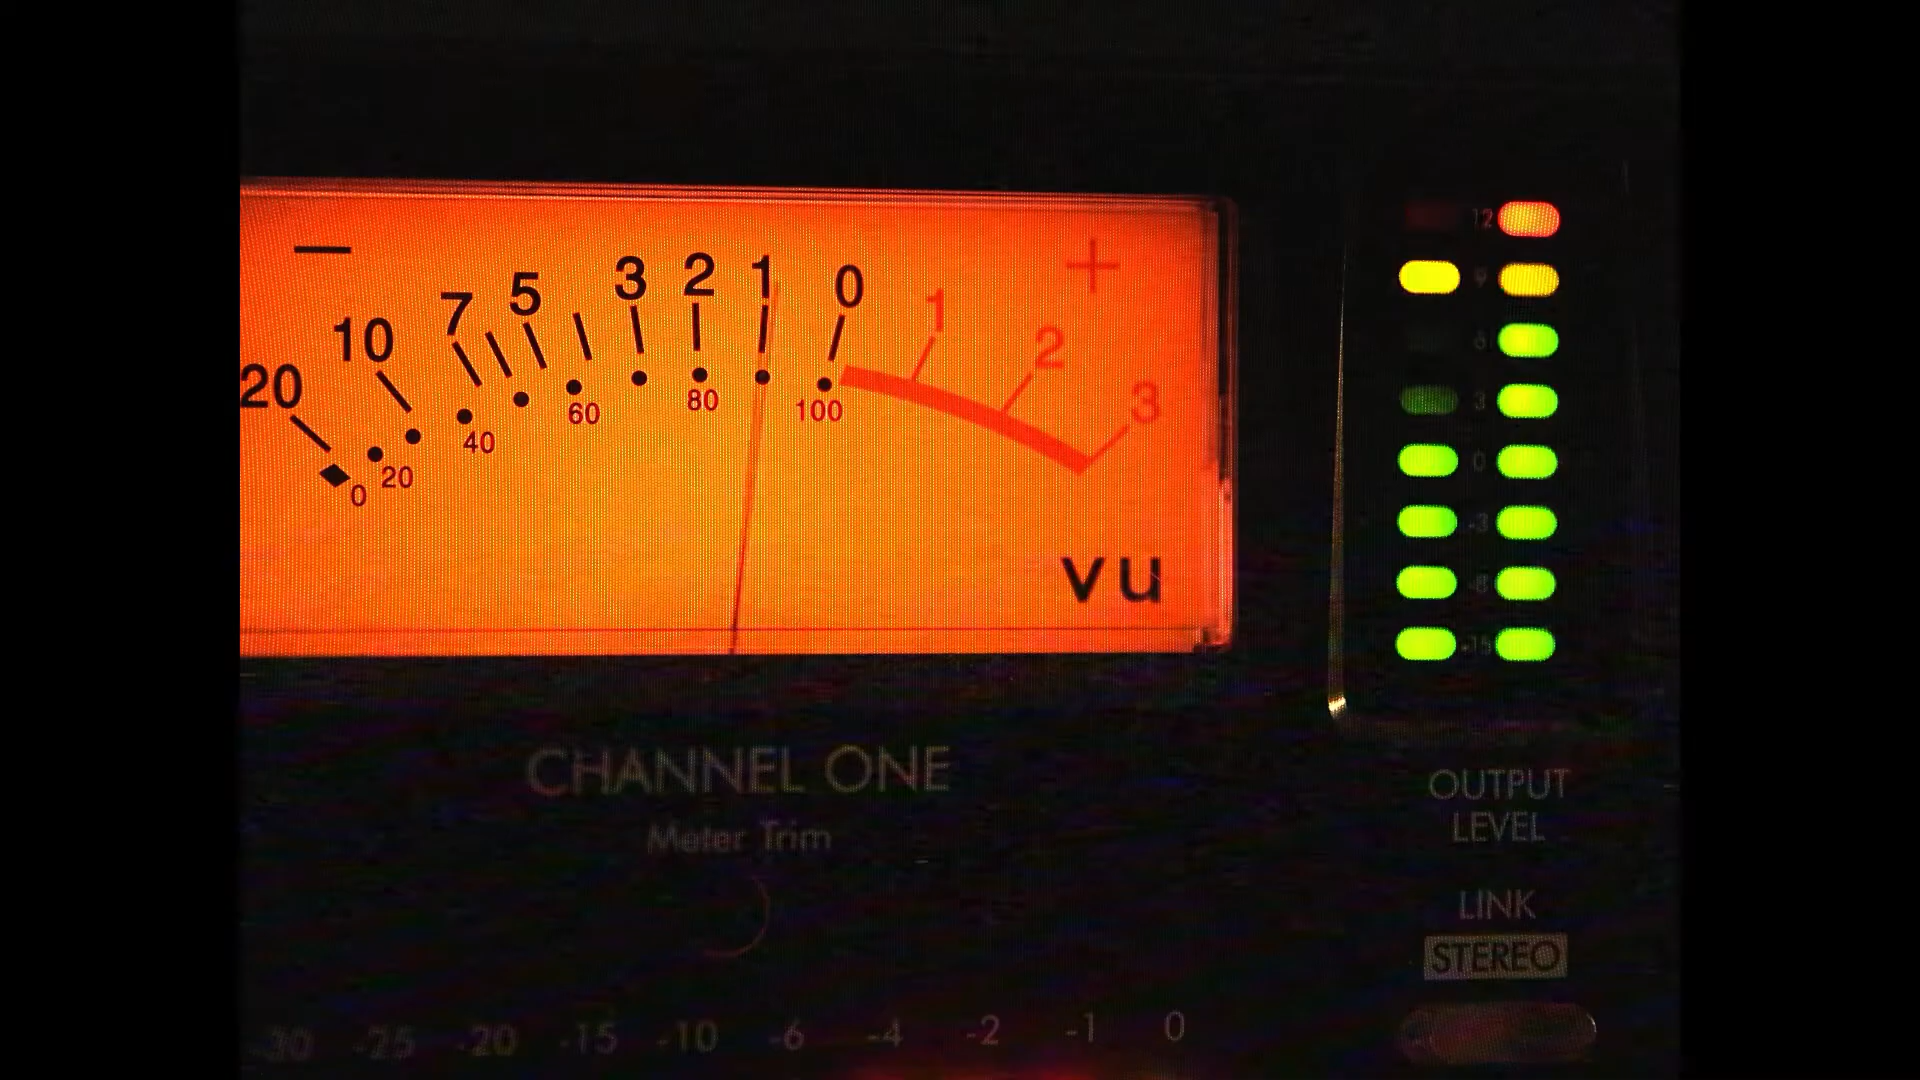 − +
20 10 7 5 3 2 1 0 1 2 3
0 20 40 60 80 100
vu
12
9
6
3
0
-3
-8
-15
CHANNEL ONE
Meter Trim
OUTPUT
LEVEL
LINK
STEREO
-30 -25 -20 -15 -10 -6 -4 -2 -1 0